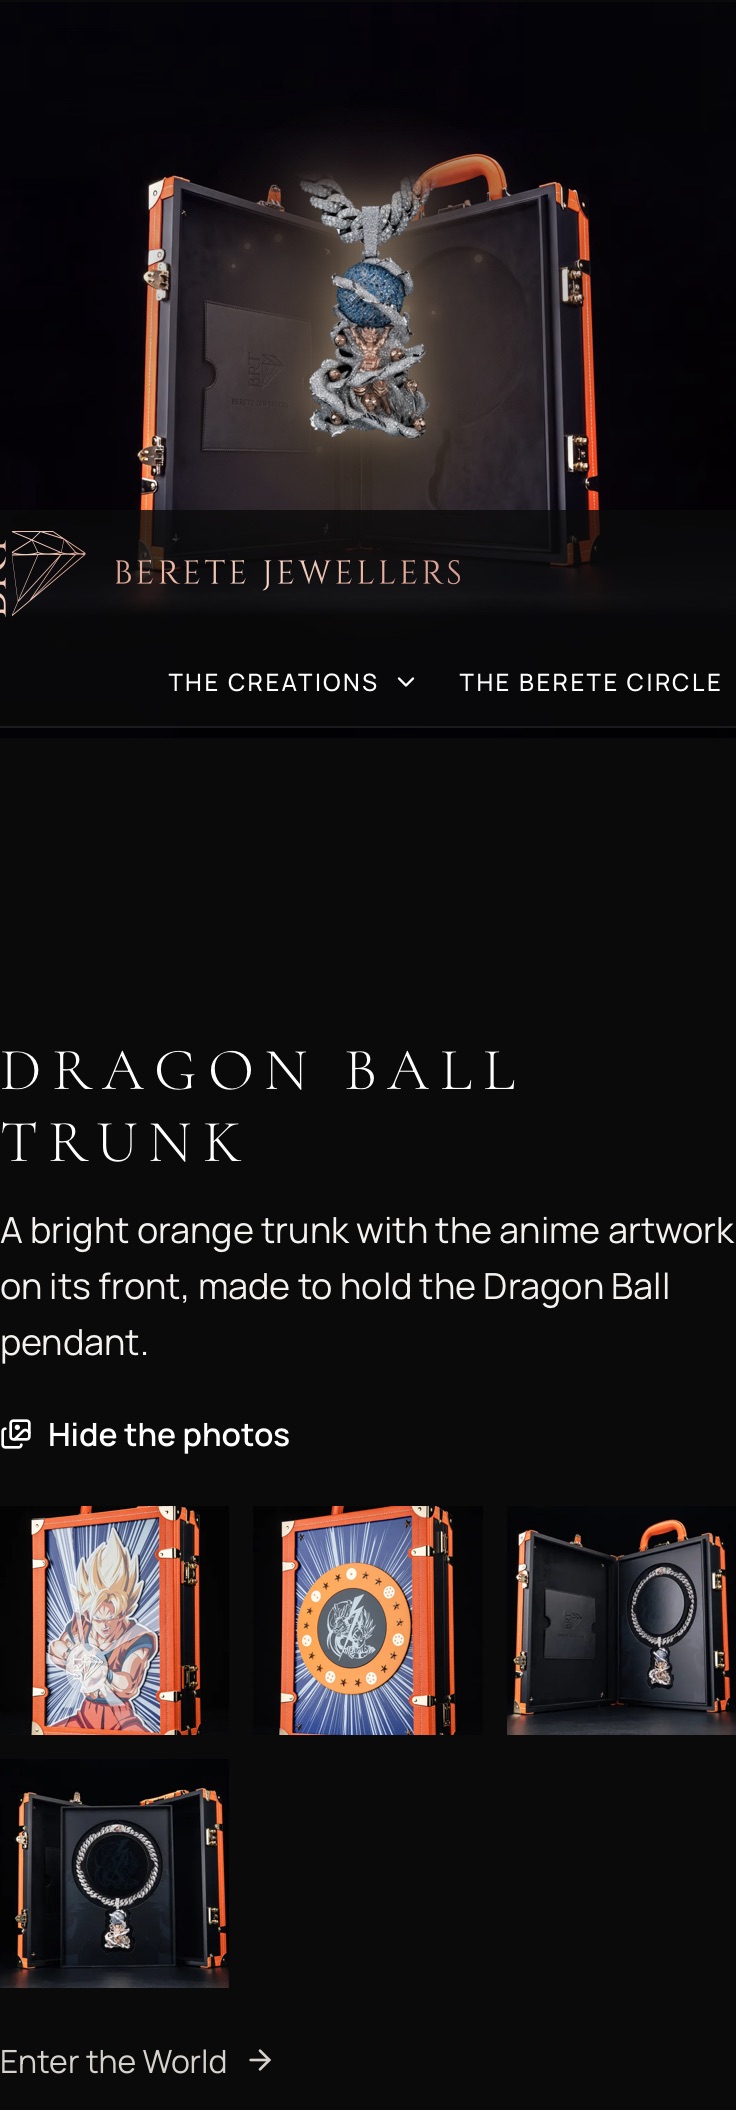 BRT
BERETE JEWELLERS
THE CREATIONS
THE BERETE CIRCLE
DRAGON BALL
TRUNK
A bright orange trunk with the anime artwork
on its front, made to hold the Dragon Ball
pendant.
Hide the photos
Enter the World